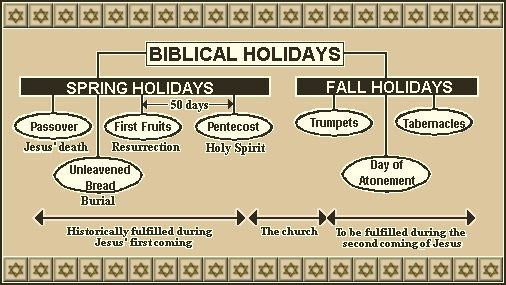 BIBLICAL HOLIDAYS
SPRING HOLIDAYS
50 days
Passover
Jesus' death
Unleavened
Bread
Burial
First Fruits
Resurrection
Pentecost
Holy Spirit
FALL HOLIDAYS
Trumpets
Day of
Atonement
Tabernacles
Historically fulfilled during
Jesus' first coming
The church
To be fulfilled during the
second coming of Jesus